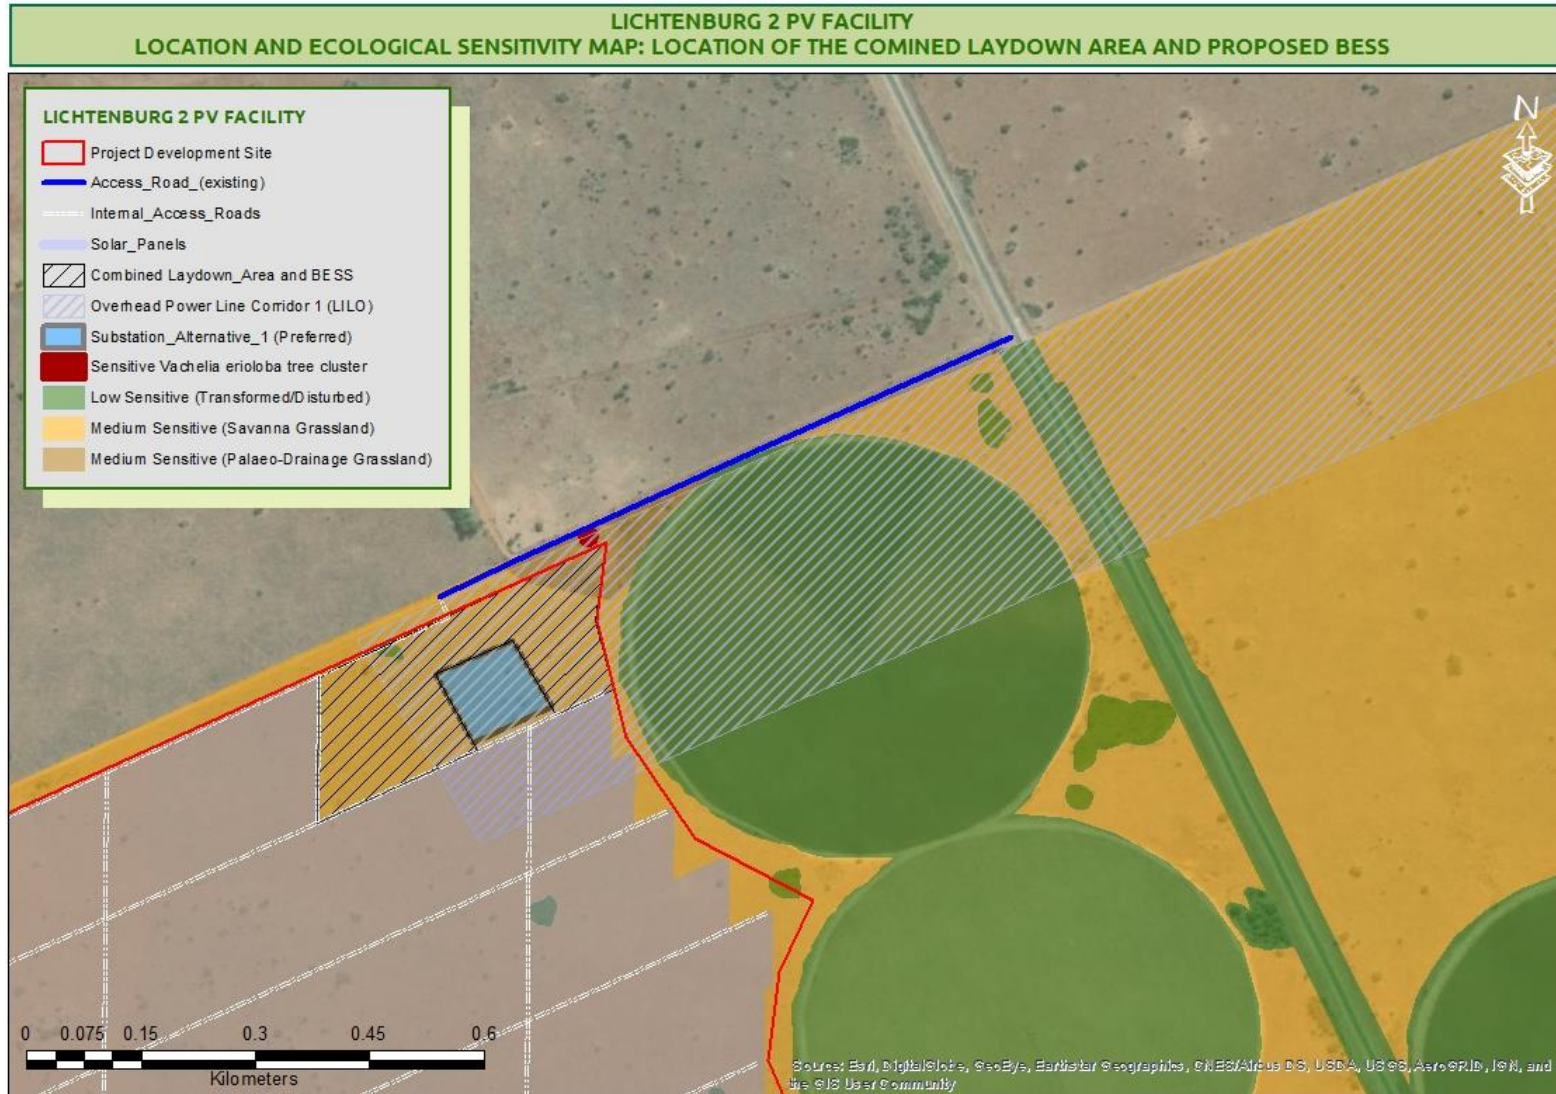 LICHTENBURG 2 PV FACILITY
LOCATION AND ECOLOGICAL SENSITIVITY MAP: LOCATION OF THE COMINED LAYDOWN AREA AND PROPOSED BESS
LICHTENBURG 2 PV FACILITY
Project Development Site
Access_Road_(existing)
Internal_Access_Roads
Solar_Panels
Combined Laydown_Area and BESS
Overhead Power Line Corridor 1 (LILO)
Substation_Alternative_1 (Preferred)
Sensitive Vachelia erioloba tree cluster
Low Sensitive (Transformed/Disturbed)
Medium Sensitive (Savanna Grassland)
Medium Sensitive (Palaeo-Drainage Grassland)
N
0 0.075 0.15 0.3 0.45 0.6
Kilometers
Source: Esri, DigitalGlobe, GeoEye, Earthstar Geographics, CNES/Airbus DS, USDA, USGS, AeroGRID, IGN, and
the GIS User Community